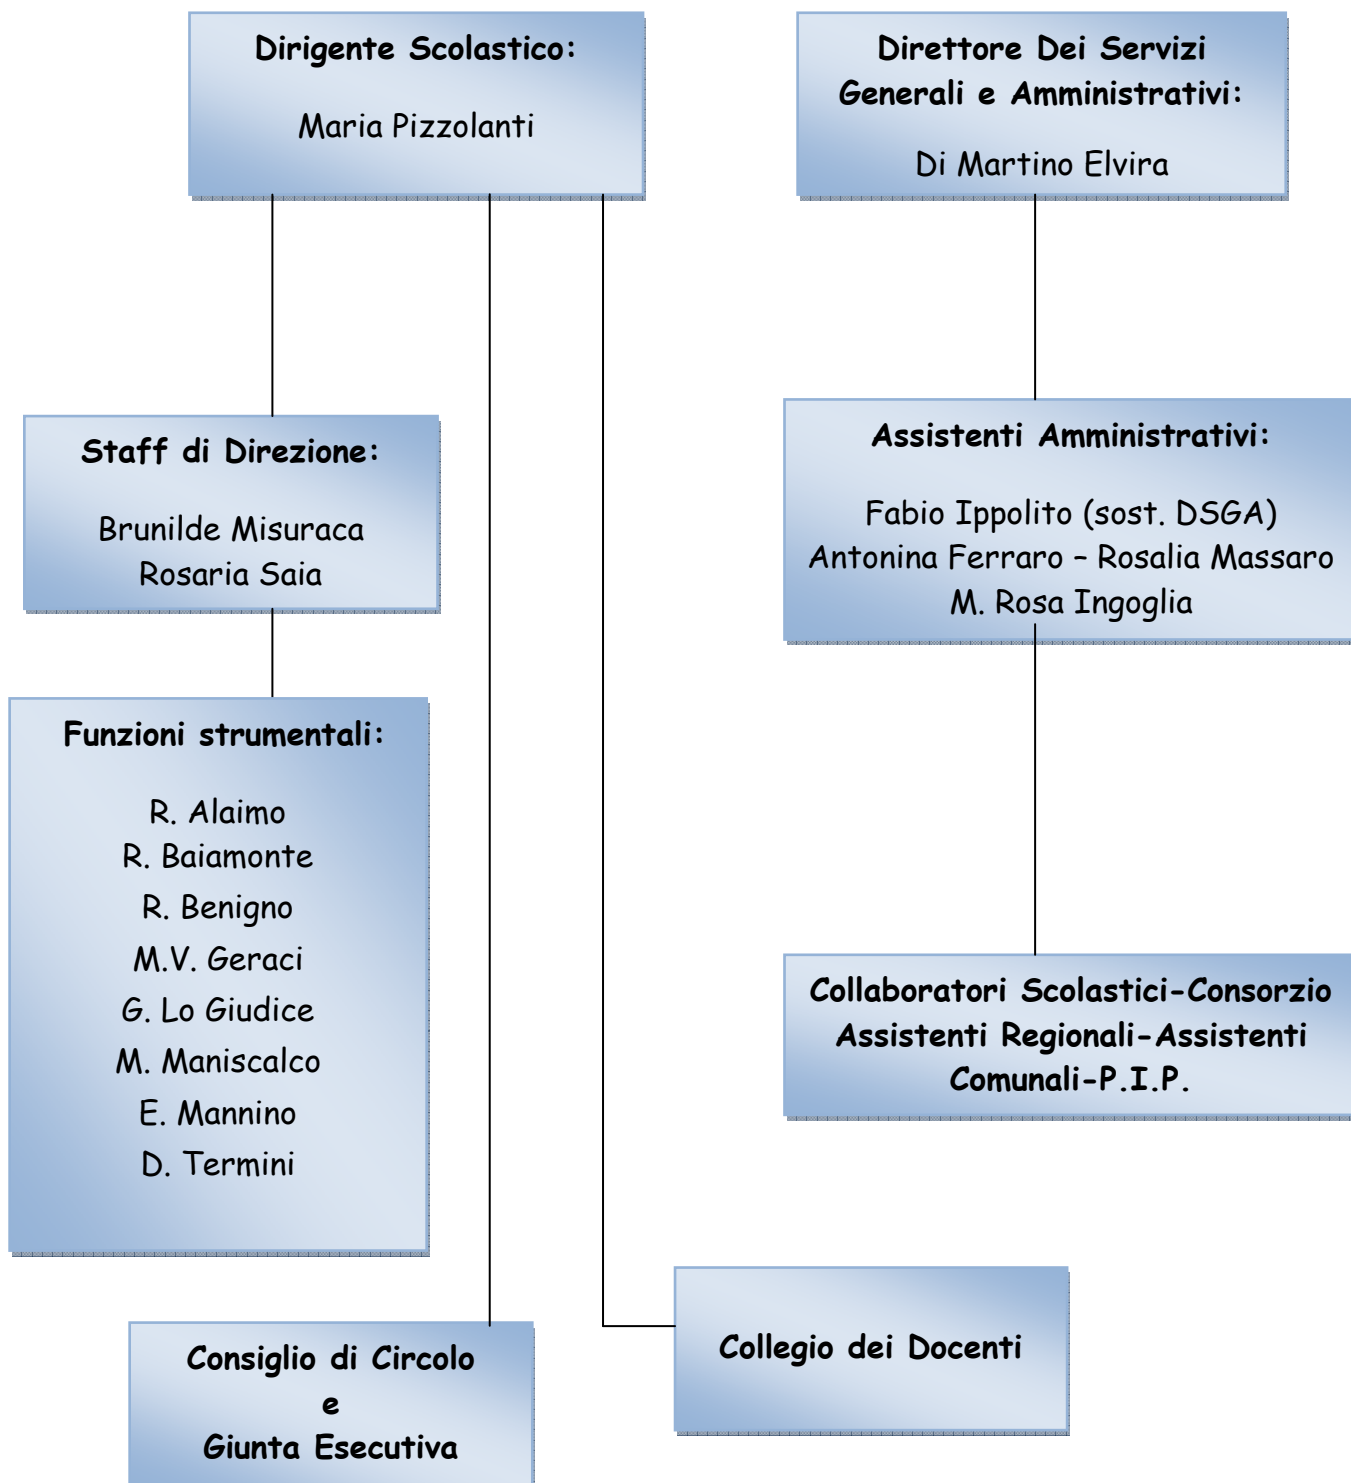 Dirigente Scolastico:
Maria Pizzolanti
Direttore Dei Servizi
Generali e Amministrativi:
Di Martino Elvira
Staff di Direzione:
Brunilde Misuraca
Rosaria Saia
Assistenti Amministrativi:
Fabio Ippolito (sost. DSGA)
Antonina Ferraro – Rosalia Massaro
M. Rosa Ingoglia
Funzioni strumentali:
R. Alaimo
R. Baiamonte
R. Benigno
M.V. Geraci
G. Lo Giudice
M. Maniscalco
E. Mannino
D. Termini
Collaboratori Scolastici-Consorzio
Assistenti Regionali-Assistenti
Comunali-P.I.P.
Consiglio di Circolo
e
Giunta Esecutiva
Collegio dei Docenti